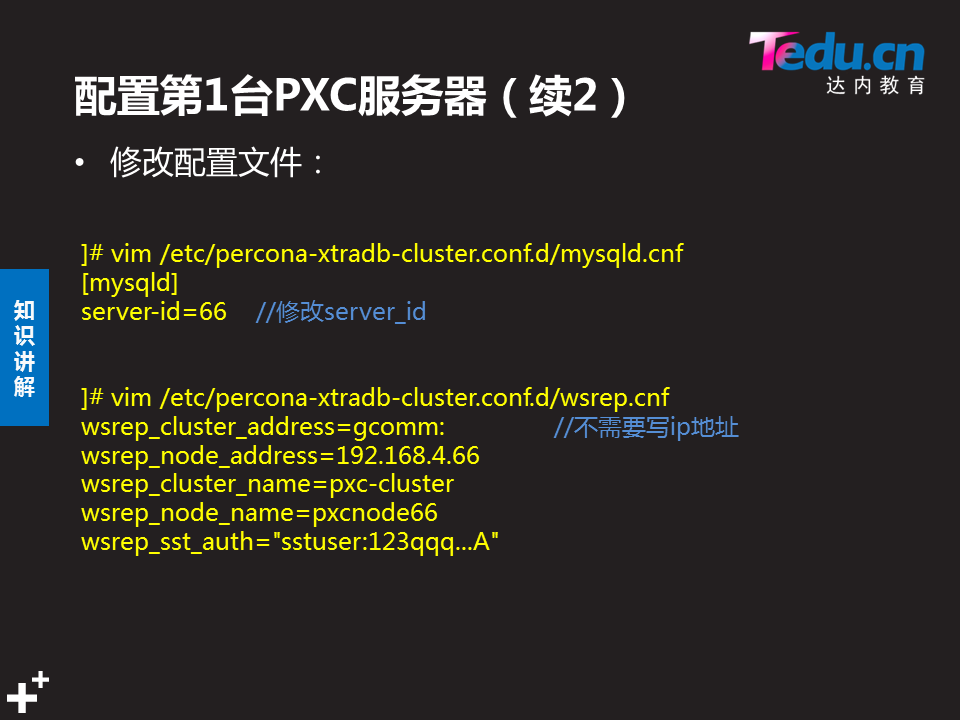 Tedu.cn
达内教育
配置第1台PXC服务器（续2）
• 修改配置文件：
]# vim /etc/percona-xtradb-cluster.conf.d/mysqld.cnf
[mysqld]
server-id=66 //修改server_id
知识讲解
]# vim /etc/percona-xtradb-cluster.conf.d/wsrep.cnf
wsrep_cluster_address=gcomm: //不需要写ip地址
wsrep_node_address=192.168.4.66
wsrep_cluster_name=pxc-cluster
wsrep_node_name=pxcnode66
wsrep_sst_auth="sstuser:123qqq...A"